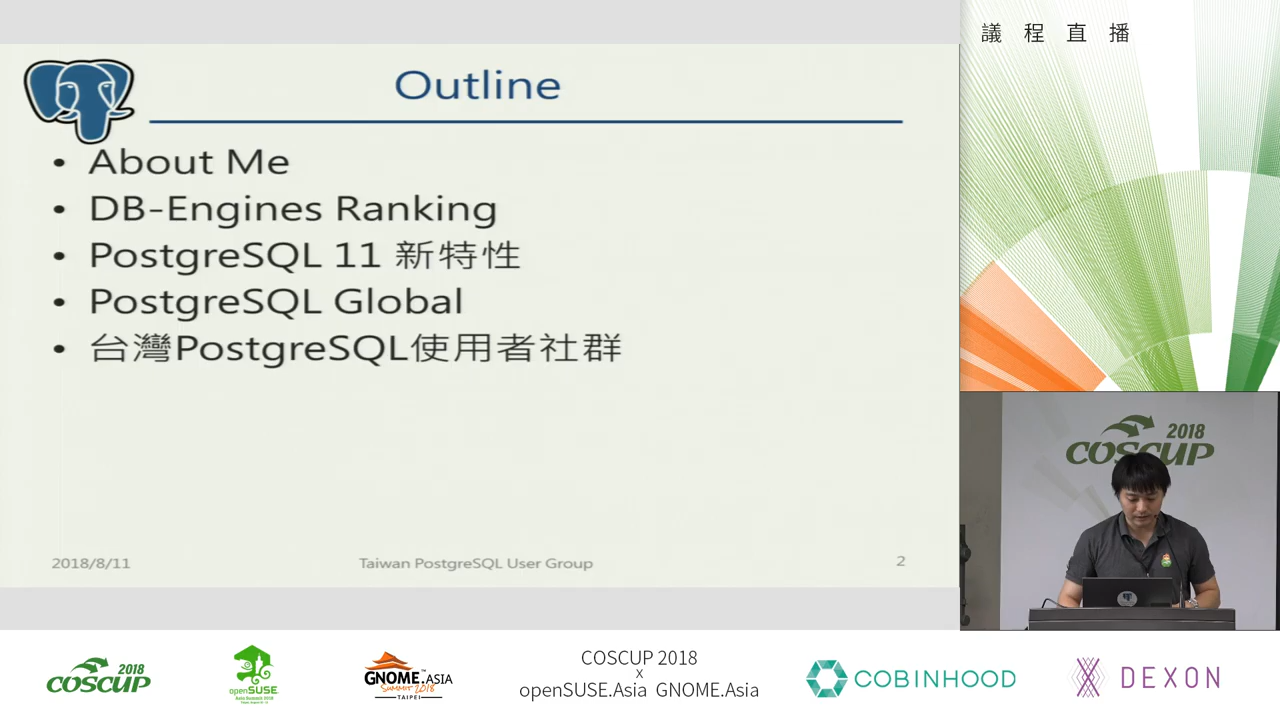 議程直播
Outline
• About Me
• DB-Engines Ranking
• PostgreSQL 11 新特性
• PostgreSQL Global
• 台灣PostgreSQL使用者社群
2018/8/11
Taiwan PostgreSQL User Group
2
2018
COSCUP
2018
COSCUP
openSUSE
GNOME.ASIA
SUMMIT 2018
TAIPEI
COSCUP 2018
x
openSUSE.Asia GNOME.Asia
COBINHOOD
DEXON